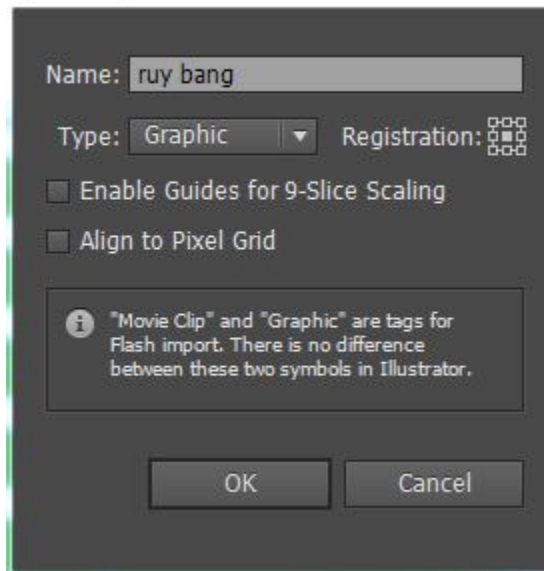 Name: ruy bang
Type: Graphic Registration:
Enable Guides for 9-Slice Scaling
Align to Pixel Grid
"Movie Clip" and "Graphic" are tags for
Flash import. There is no difference
between these two symbols in Illustrator.
OK Cancel